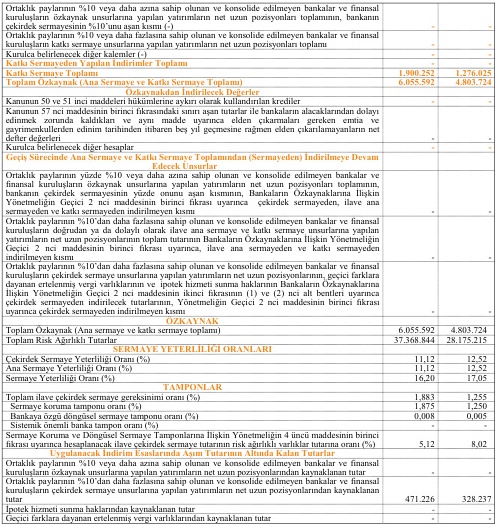 Ortaklık paylarının %10 veya daha azına sahip olunan ve konsolide edilmeyen bankalar ve finansal
kuruluşların özkaynak unsurlarına yapılan yatırımların net uzun pozisyonları toplamının, bankanın
çekirdek sermayesinin %10'unu aşan kısmı (-) - -
Ortaklık paylarının %10 veya daha fazlasına sahip olunan ve konsolide edilmeyen bankalar ve finansal
kuruluşların katkı sermaye unsurlarına yapılan yatırımların net uzun pozisyonları toplamı - -
Kurulca belirlenecek diğer kalemler (-) - -
Katkı Sermayeden Yapılan İndirimler Toplamı - -
Katkı Sermaye Toplamı 1.900.252 1.276.025
Toplam Özkaynak (Ana Sermaye ve Katkı Sermaye Toplamı) 6.055.592 4.803.724
Özkaynaktan İndirilecek Değerler
Kanunun 50 ve 51 inci maddeleri hükümlerine aykırı olarak kullandırılan krediler - -
Kanunun 57 nci maddesinin birinci fıkrasındaki sınırı aşan tutarlar ile bankaların alacaklarından dolayı
edinmek zorunda kaldıkları ve aynı madde uyarınca elden çıkarmaları gereken emtia ve
gayrimenkullerden edinim tarihinden itibaren beş yıl geçmesine rağmen elden çıkarılamayanların net
defter değerleri - -
Kurulca belirlenecek diğer hesaplar - -
Geçiş Sürecinde Ana Sermaye ve Katkı Sermaye Toplamından (Sermayeden) İndirilmeye Devam
Edecek Unsurlar
Ortaklık paylarının yüzde %10 veya daha azına sahip olunan ve konsolide edilmeyen bankalar ve
finansal kuruluşların özkaynak unsurlarına yapılan yatırımların net uzun pozisyonları toplamının,
bankanın çekirdek sermayesinin yüzde onunu aşan kısmının, Bankaların Özkaynaklarına İlişkin
Yönetmeliğin Geçici 2 nci maddesinin birinci fıkrası uyarınca çekirdek sermayeden, ilave ana
sermayeden ve katkı sermayeden indirilmeyen kısmı - -
Ortaklık paylarının %10'dan daha fazlasına sahip olunan ve konsolide edilmeyen bankalar ve finansal
kuruluşların doğrudan ya da dolaylı olarak ilave ana sermaye ve katkı sermaye unsurlarına yapılan
yatırımların net uzun pozisyonlarının toplam tutarının Bankaların Özkaynaklarına İlişkin Yönetmeliğin
Geçici 2 nci maddesinin birinci fıkrası uyarınca, ilave ana sermayeden ve katkı sermayeden
indirilmeyen kısmı - -
Ortaklık paylarının %10'dan daha fazlasına sahip olunan ve konsolide edilmeyen bankalar ve finansal
kuruluşların çekirdek sermaye unsurlarına yapılan yatırımların net uzun pozisyonlarının, geçici farklara
dayanan ertelenmiş vergi varlıklarının ve ipotek hizmeti sunma haklarının Bankaların Özkaynaklarına
İlişkin Yönetmeliğin Geçici 2 nci maddesinin ikinci fıkrasının (1) ve (2) nci alt bentleri uyarınca
çekirdek sermayeden indirilecek tutarlarının, Yönetmeliğin Geçici 2 nci maddesinin birinci fıkrası
uyarınca çekirdek sermayeden indirilmeyen kısmı - -
ÖZKAYNAK
Toplam Özkaynak (Ana sermaye ve katkı sermaye toplamı) 6.055.592 4.803.724
Toplam Risk Ağırlıklı Tutarlar 37.368.844 28.175.215
SERMAYE YETERLİLİĞİ ORANLARI
Çekirdek Sermaye Yeterliliği Oranı (%) 11,12 12,52
Ana Sermaye Yeterliliği Oranı (%) 11,12 12,52
Sermaye Yeterliliği Oranı (%) 16,20 17,05
TAMPONLAR
Toplam ilave çekirdek sermaye gereksinimi oranı (%) 1,883 1,255
Sermaye koruma tamponu oranı (%) 1,875 1,250
Bankaya özgü döngüsel sermaye tamponu oranı (%) 0,008 0,005
Sistemik önemli banka tampon oranı (%) - -
Sermaye Koruma ve Döngüsel Sermaye Tamponlarına İlişkin Yönetmeliğin 4 üncü maddesinin birinci
fıkrası uyarınca hesaplanacak ilave çekirdek sermaye tutarının risk ağırlıklı varlıklar tutarına oranı (%) 5,12 8,02
Uygulanacak İndirim Esaslarında Aşım Tutarının Altında Kalan Tutarlar
Ortaklık paylarının %10 veya daha azına sahip olunan ve konsolide edilmeyen bankalar ve finansal
kuruluşların özkaynak unsurlarına yapılan yatırımların net uzun pozisyonlarından kaynaklanan tutar - -
Ortaklık paylarının %10'dan daha fazlasına sahip olunan ve konsolide edilmeyen bankalar ve finansal
kuruluşların çekirdek sermaye unsurlarına yapılan yatırımların net uzun pozisyonlarından kaynaklanan
tutar 471.226 328.237
İpotek hizmeti sunma haklarından kaynaklanan tutar - -
Geçici farklara dayanan ertelenmiş vergi varlıklarından kaynaklanan tutar - -